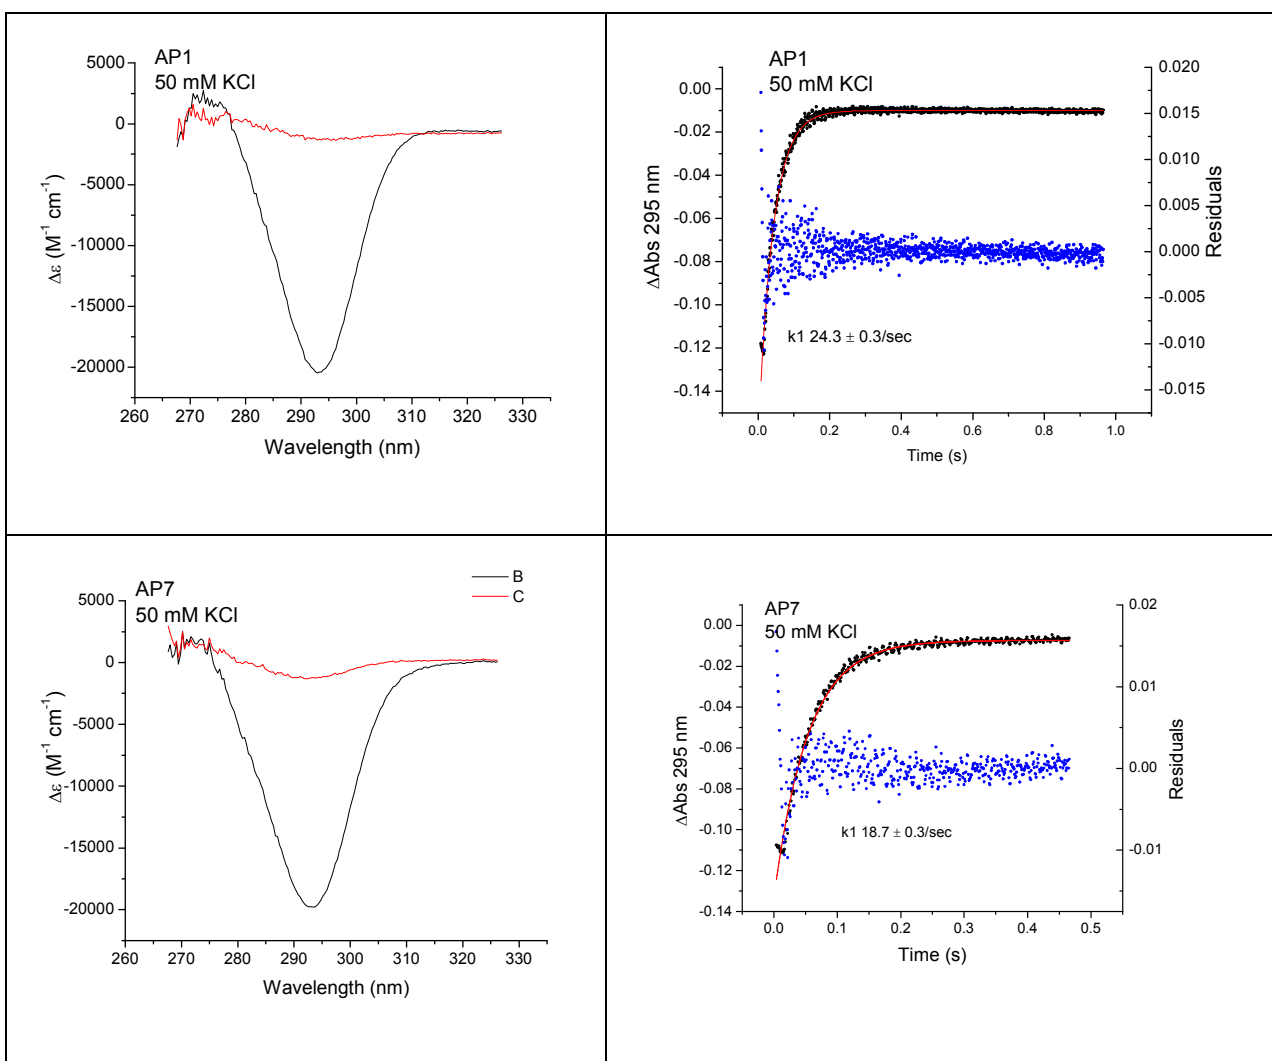 AP1
50 mM KCl
5000
0
-5000
-10000
-15000
-20000
Δε (M⁻¹ cm⁻¹)
260 270 280 290 300 310 320 330
Wavelength (nm)
AP1
50 mM KCl
0.00
-0.02
-0.04
-0.06
-0.08
-0.10
-0.12
-0.14
ΔAbs 295 nm
k1 24.3 ± 0.3/sec
0.020
0.015
0.010
0.005
0.000
-0.005
-0.010
-0.015
Residuals
0.0 0.2 0.4 0.6 0.8 1.0
Time (s)
AP7
50 mM KCl
B
C
5000
0
-5000
-10000
-15000
-20000
Δε (M⁻¹ cm⁻¹)
260 270 280 290 300 310 320 330
Wavelength (nm)
AP7
50 mM KCl
0.00
-0.02
-0.04
-0.06
-0.08
-0.10
-0.12
-0.14
ΔAbs 295 nm
k1 18.7 ± 0.3/sec
0.02
0.01
0.00
-0.01
Residuals
0.0 0.1 0.2 0.3 0.4 0.5
Time (s)